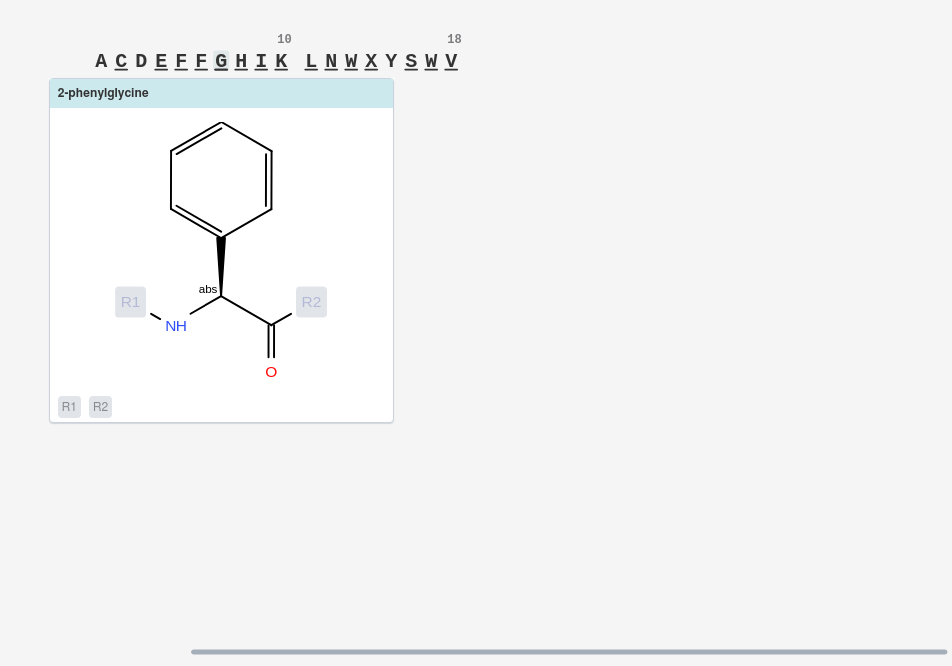 10 18
A C D E F F G H I K L N W X Y S W V
2-phenylglycine
abs
R1 R2
NH
O
R1 R2